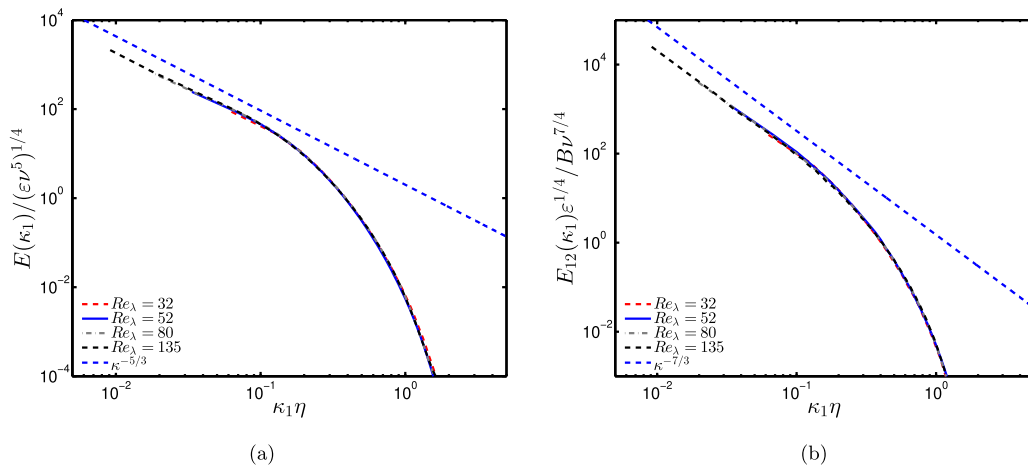 10^4
10^2
10^0
10^{-2}
10^{-4}
E(κ₁)/(εν^5)^{1/4}
Re_λ = 32
Re_λ = 52
Re_λ = 80
Re_λ = 135
κ^{-5/3}
10^{-2} 10^{-1} 10^0
κ₁η
(a)
10^4
10^2
10^0
10^{-2}
E₁₂(κ₁)ε^{1/4}/Bν^{7/4}
Re_λ = 32
Re_λ = 52
Re_λ = 80
Re_λ = 135
κ^{-7/3}
10^{-2} 10^{-1} 10^0
κ₁η
(b)